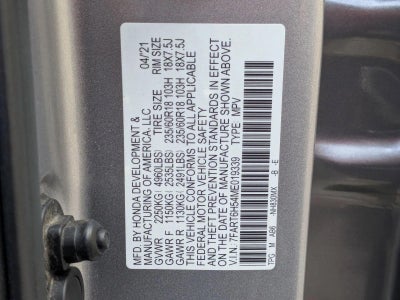 MFD. BY HONDA DEVELOPMENT & 04/21
MANUFACTURING OF AMERICA, LLC
GVWR 2250KG(4960LBS) TIRE SIZE RIM SIZE
GAWR F 1150KG(2535LBS) 235/60R18 103H 18X7.5J
GAWR R 1130KG(2491LBS) 235/60R18 103H 18X7.5J
THIS VEHICLE CONFORMS TO ALL APPLICABLE
FEDERAL MOTOR VEHICLE SAFETY
AND THEFT PREVENTION STANDARDS IN EFFECT
ON THE DATE OF MANUFACTURE SHOWN ABOVE.
V.I.N: 7FART6H54ME019339 TYPE: MPV
TPG M A96 -NH830MX -B -E